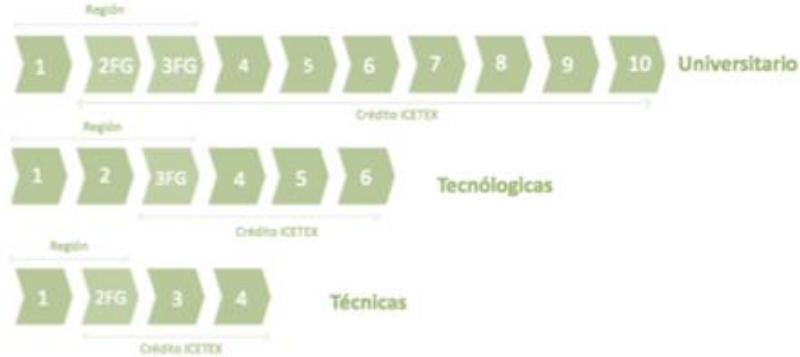 Región
1 2FG 3FG 4 5 6 7 8 9 10 Universitario
Crédito ICETEX
Región
1 2 3FG 4 5 6 Tecnólogicas
Crédito ICETEX
Región
1 2FG 3 4 Técnicas
Crédito ICETEX